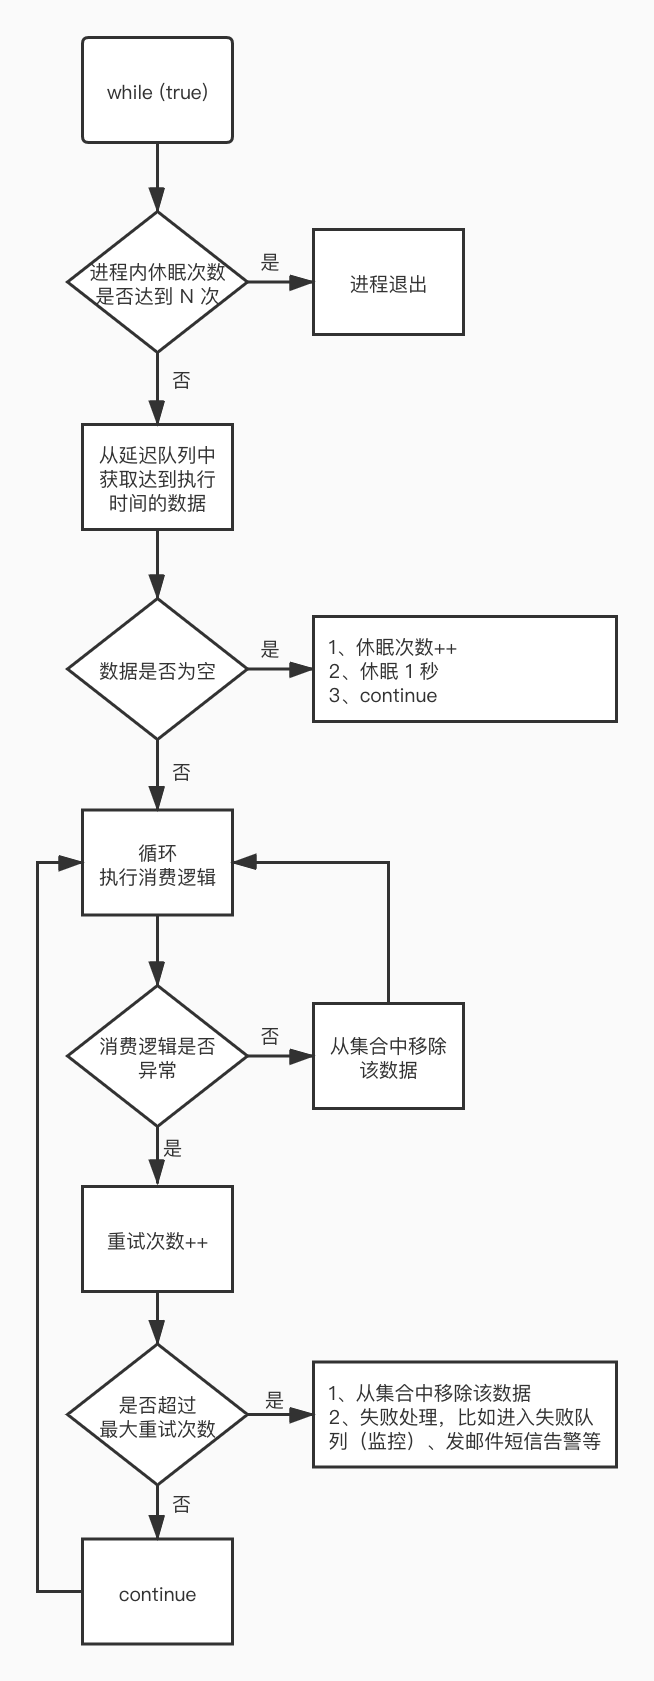 while (true)
进程内休眠次数
是否达到 N 次
是
进程退出
否
从延迟队列中
获取达到执行
时间的数据
数据是否为空
是
1、休眠次数++
2、休眠 1 秒
3、continue
否
循环
执行消费逻辑
消费逻辑是否
异常
否
从集合中移除
该数据
是
重试次数++
是否超过
最大重试次数
是
1、从集合中移除该数据
2、失败处理，比如进入失败队
列（监控）、发邮件短信告警等
否
continue